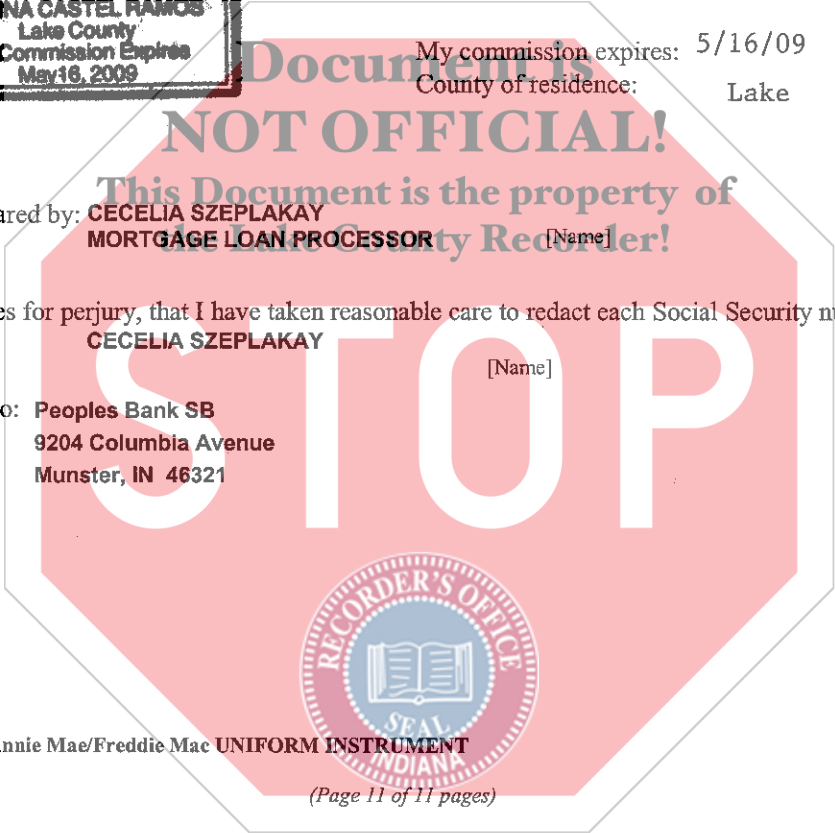 NA CASTEL RAMOS
Lake County
Commission Expires
May 16, 2009
My commission expires: 5/16/09
County of residence: Lake
Document is
NOT OFFICIAL!
This Document is the property of
the Lake County Recorder!
ared by: CECELIA SZEPLAKAY
MORTGAGE LOAN PROCESSOR [Name]
es for perjury, that I have taken reasonable care to redact each Social Security nu
CECELIA SZEPLAKAY
[Name]
STOP
o: Peoples Bank SB
9204 Columbia Avenue
Munster, IN 46321
RECORDER'S OFFICE
SEAL
INDIANA
nnie Mae/Freddie Mac UNIFORM INSTRUMENT
(Page 11 of 11 pages)